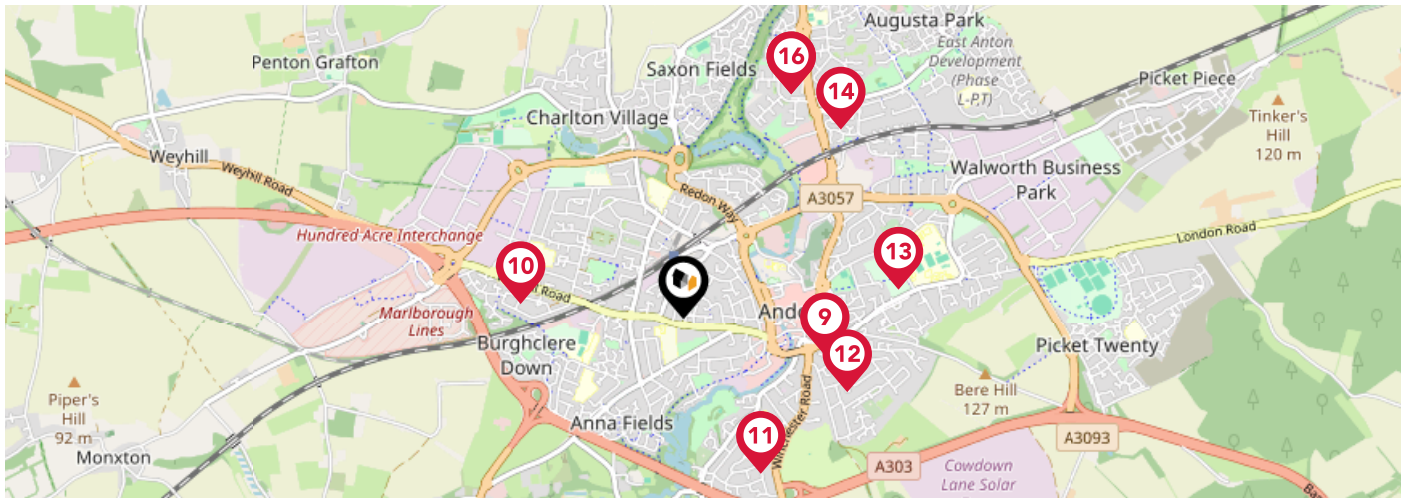 Augusta Park
16
East Anton
Development
(Phase
L-PT)
Penton Grafton
Saxon Fields
Picket Piece
14
Charlton Village
Tinker's
Hill
120 m
Weyhill
Weyhill Road
Walworth Business
Park
Redon Way
A3057
London Road
Hundred Acre Interchange
13
10
Road
Marlborough
Lines
Ando
9
12
Burghclere
Down
Picket Twenty
Piper's
Hill
92 m
Bere Hill
127 m
Winchester Road
Anna Fields
11
A3093
Monxton
A303
Cowdown
Lane Solar